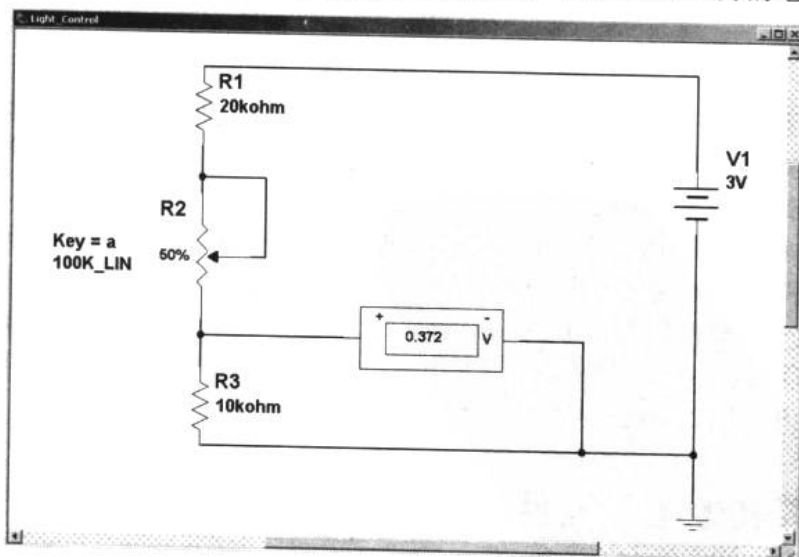 Light_Control
R1
20kohm
V1
3V
R2
Key = a
100K_LIN
50%
+ -
0.372 V
R3
10kohm